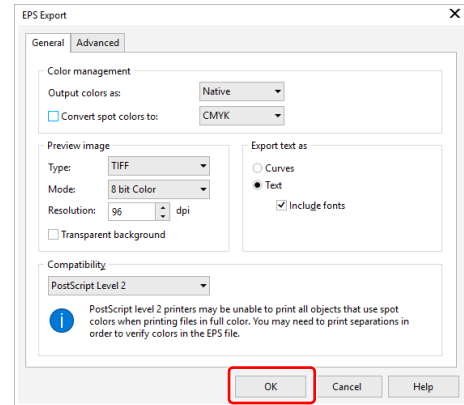 EPS Export
General Advanced
Color management
Output colors as: Native
Convert spot colors to: CMYK
Preview image
Type: TIFF
Mode: 8 bit Color
Resolution: 96 dpi
Transparent background
Export text as
Curves
Text
Include fonts
Compatibility
PostScript Level 2
PostScript level 2 printers may be unable to print all objects that use spot
colors when printing files in full color. You may need to print separations in
order to verify colors in the EPS file.
OK Cancel Help